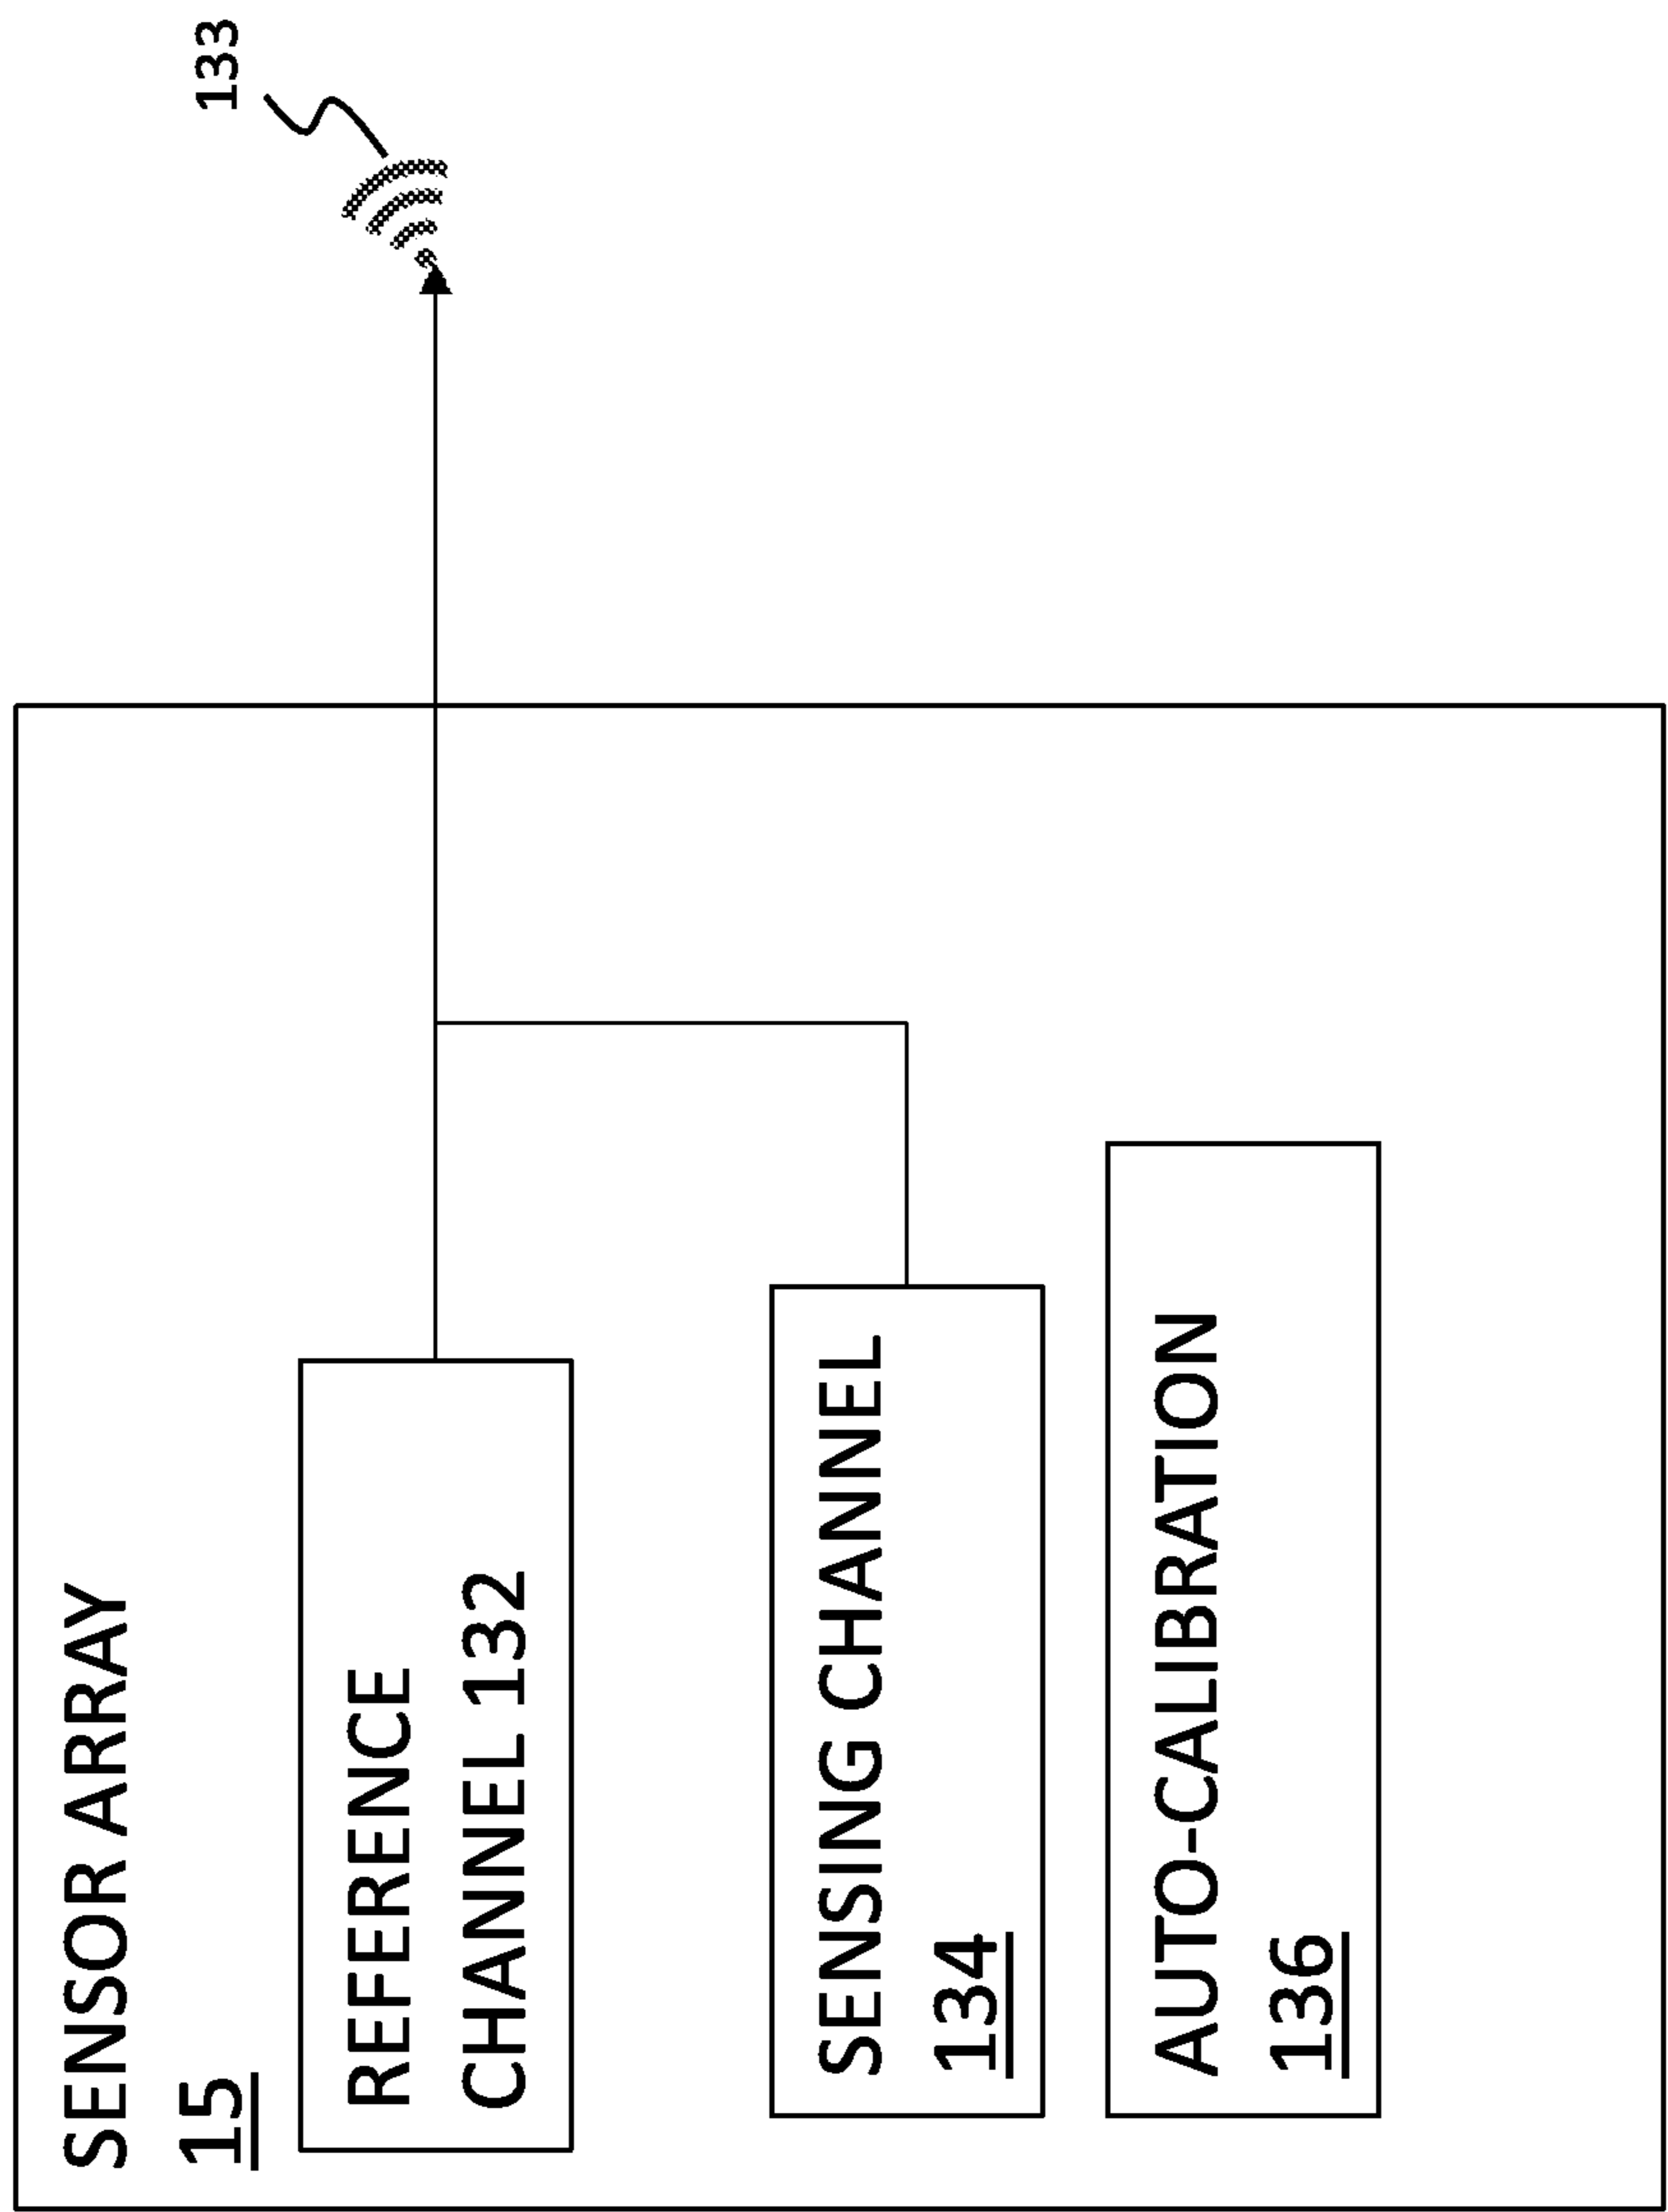 SENSOR ARRAY
15
REFERENCE
CHANNEL 132
SENSING CHANNEL
134
AUTO-CALIBRATION
136
133